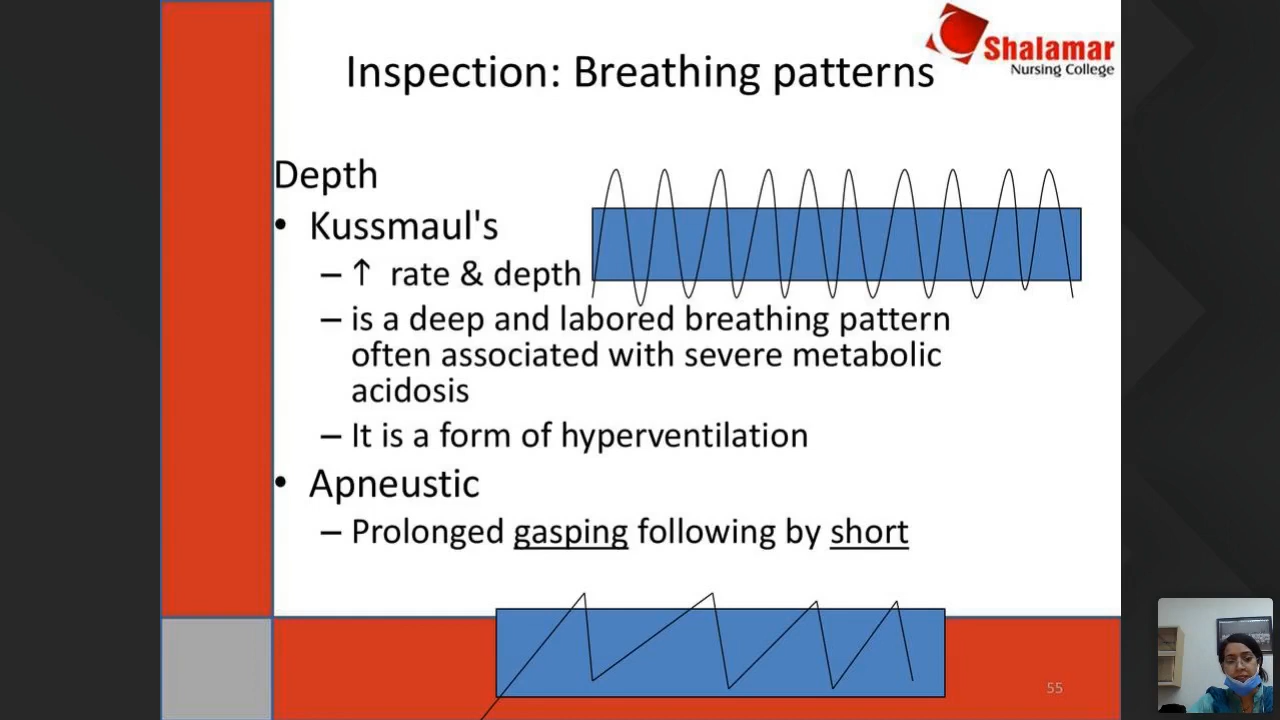 Shalamar
Nursing College
Inspection: Breathing patterns
Depth
• Kussmaul's
– ↑ rate & depth
– is a deep and labored breathing pattern
often associated with severe metabolic
acidosis
– It is a form of hyperventilation
• Apneustic
– Prolonged gasping following by short
55